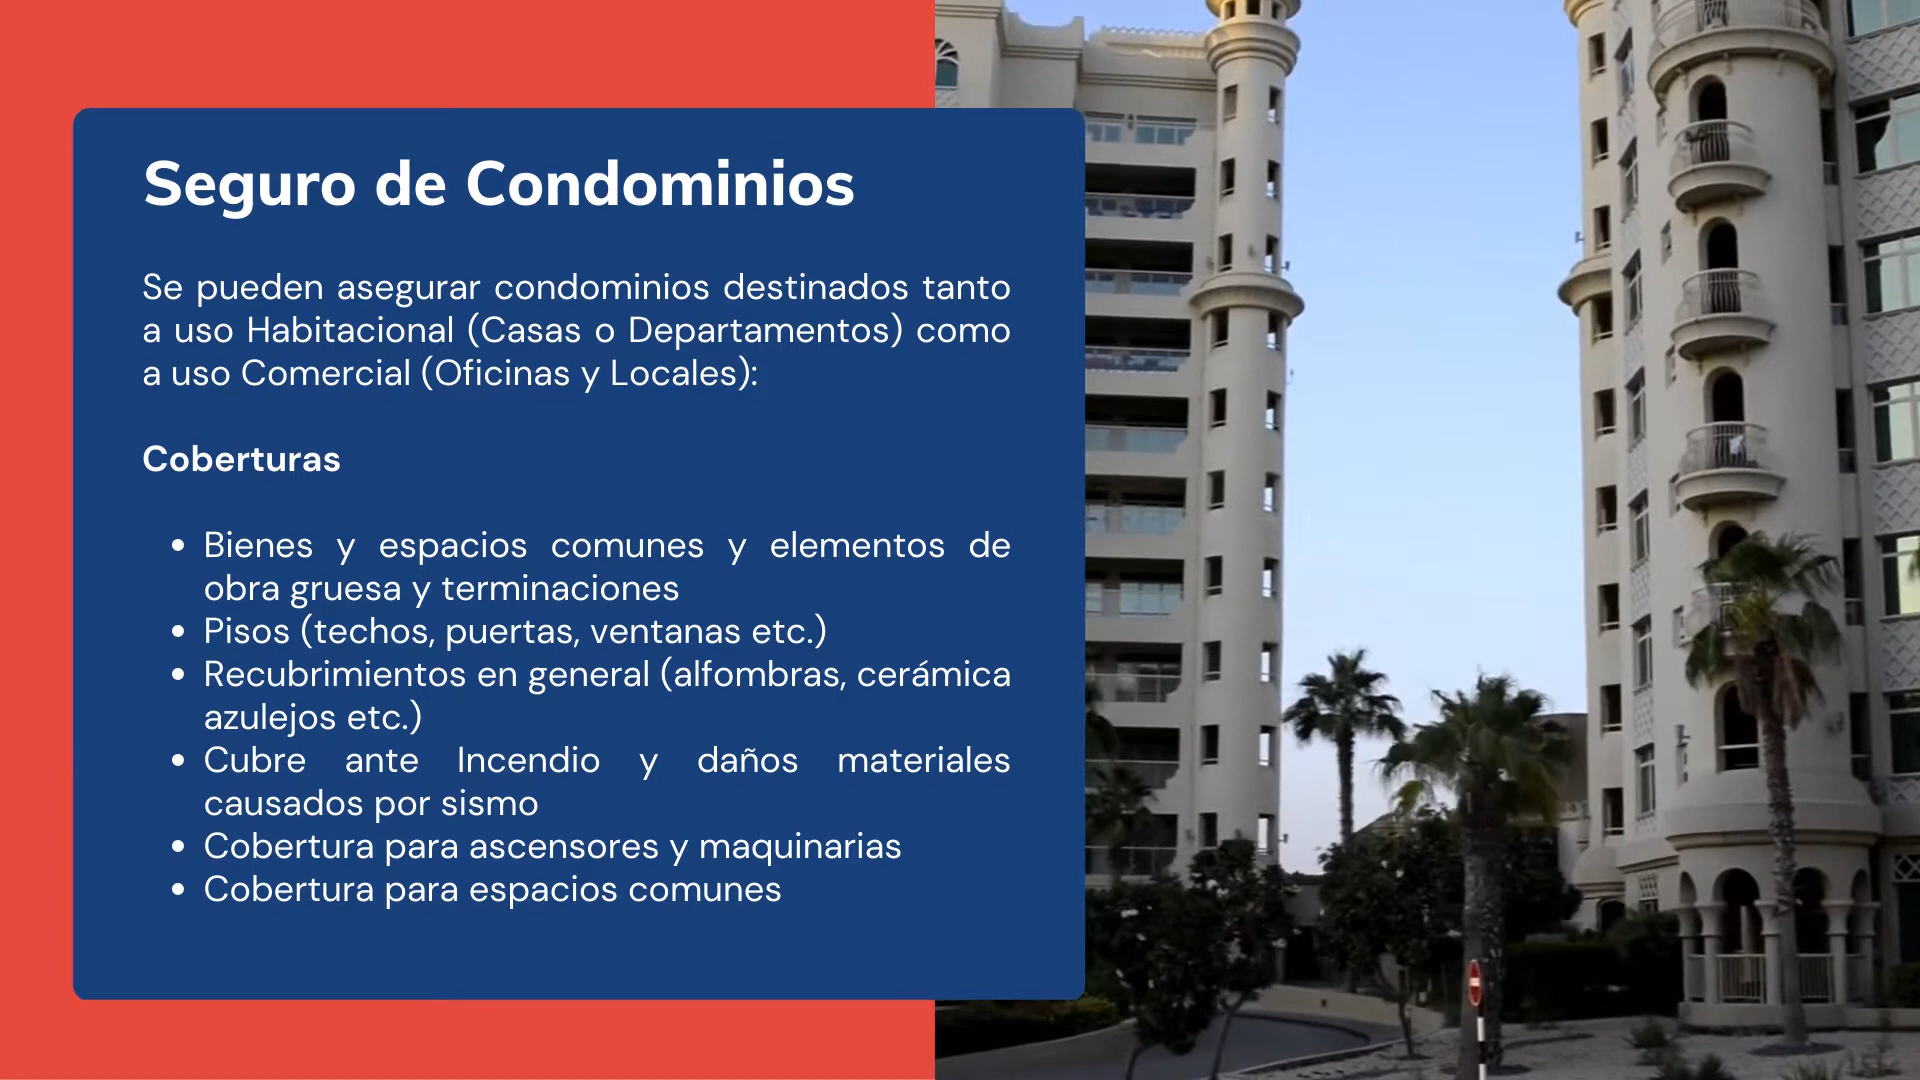 Seguro de Condominios
Se pueden asegurar condominios destinados tanto
a uso Habitacional (Casas o Departamentos) como
a uso Comercial (Oficinas y Locales):
Coberturas
• Bienes y espacios comunes y elementos de
obra gruesa y terminaciones
• Pisos (techos, puertas, ventanas etc.)
• Recubrimientos en general (alfombras, cerámica
azulejos etc.)
• Cubre ante Incendio y daños materiales
causados por sismo
• Cobertura para ascensores y maquinarias
• Cobertura para espacios comunes